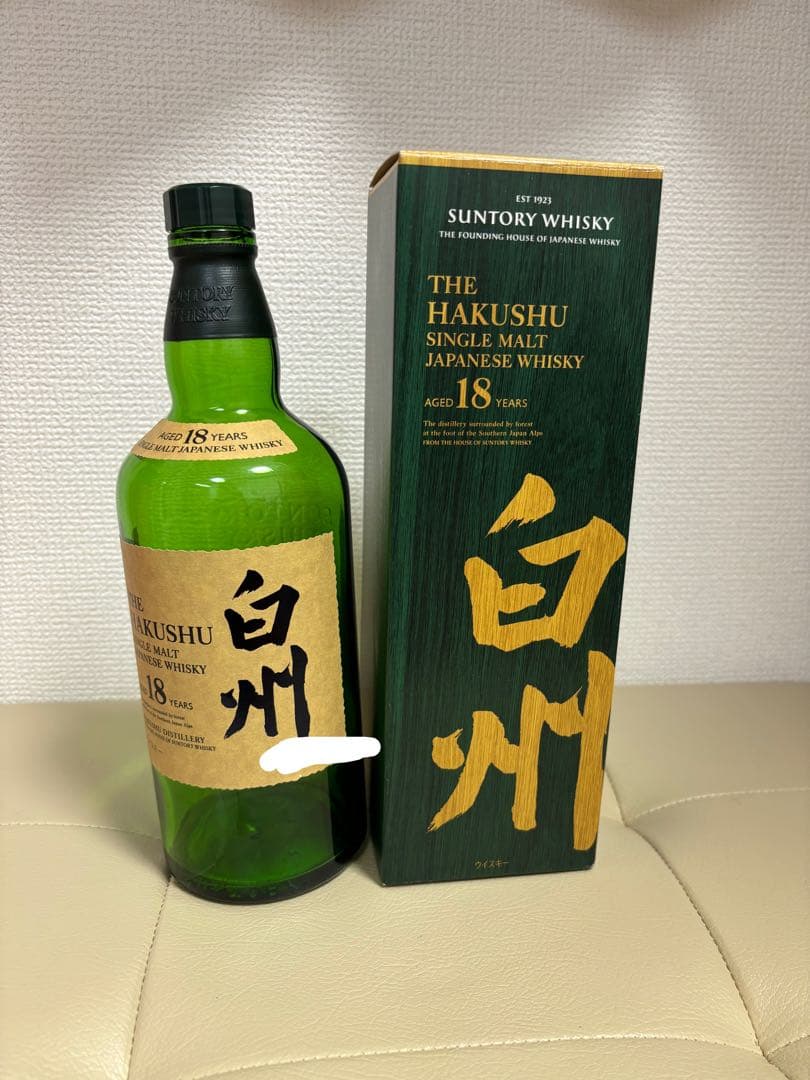 SUNTORY
WHISKY
AGED 18 YEARS
SINGLE MALT JAPANESE WHISKY
THE
HAKUSHU
SINGLE MALT
JAPANESE WHISKY
AGED 18 YEARS
白州
EST 1923
SUNTORY WHISKY
THE FOUNDING HOUSE OF JAPANESE WHISKY
THE
HAKUSHU
SINGLE MALT
JAPANESE WHISKY
AGED 18 YEARS
The distillery surrounded by forest
at the foot of the Southern Japan Alps
FROM THE HOUSE OF SUNTORY WHISKY
白州
ウイスキー